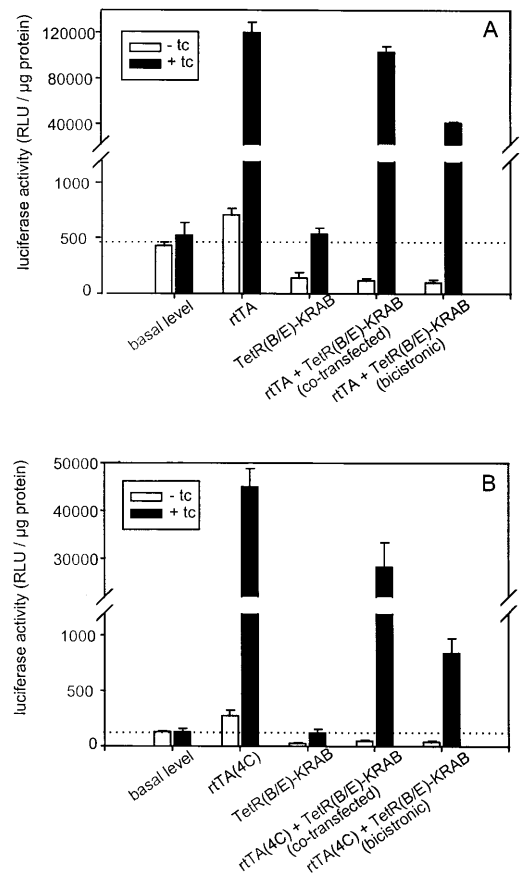 A
- tc
+ tc
luciferase activity (RLU / μg protein)
120000
80000
40000
1000
500
0
basal level
rtTA
TetR(B/E)-KRAB
rtTA + TetR(B/E)-KRAB
(co-transfected)
rtTA + TetR(B/E)-KRAB
(bicistronic)
B
- tc
+ tc
luciferase activity (RLU / μg protein)
50000
40000
30000
1000
500
0
basal level
rtTA(4C)
TetR(B/E)-KRAB
rtTA(4C) + TetR(B/E)-KRAB
(co-transfected)
rtTA(4C) + TetR(B/E)-KRAB
(bicistronic)